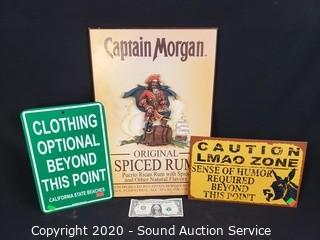 Captain Morgan
ORIGINAL
SPICED RUM
Puerto Rican Rum with Spice
and Other Natural Flavors
CLOTHING
OPTIONAL
BEYOND
THIS POINT
CALIFORNIA STATE BEACHES
CAUTION
LMAO ZONE
SENSE OF HUMOR
REQUIRED
BEYOND
THIS POINT
Copyright 2020 - Sound Auction Service